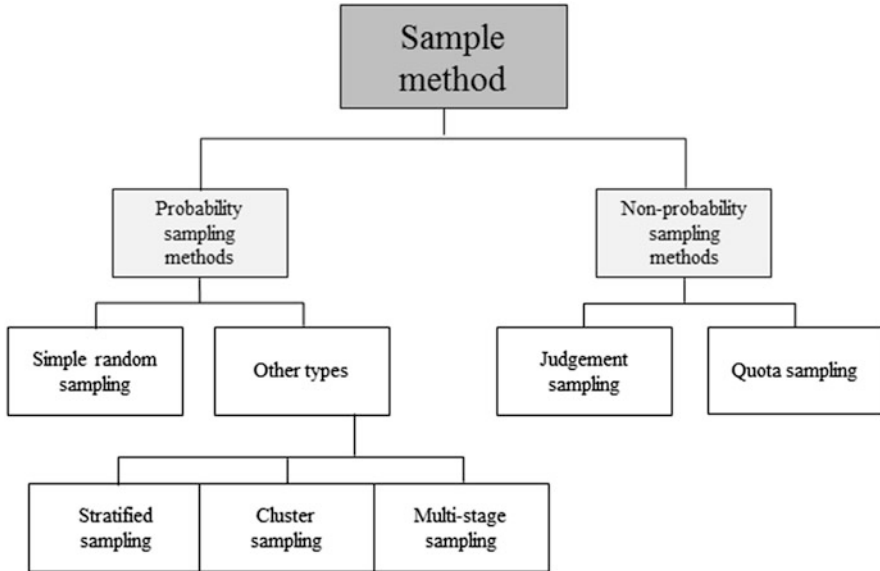 Sample
method
Probability
sampling
methods
Non-probability
sampling
methods
Simple random
sampling
Other types
Judgement
sampling
Quota sampling
Stratified
sampling
Cluster
sampling
Multi-stage
sampling